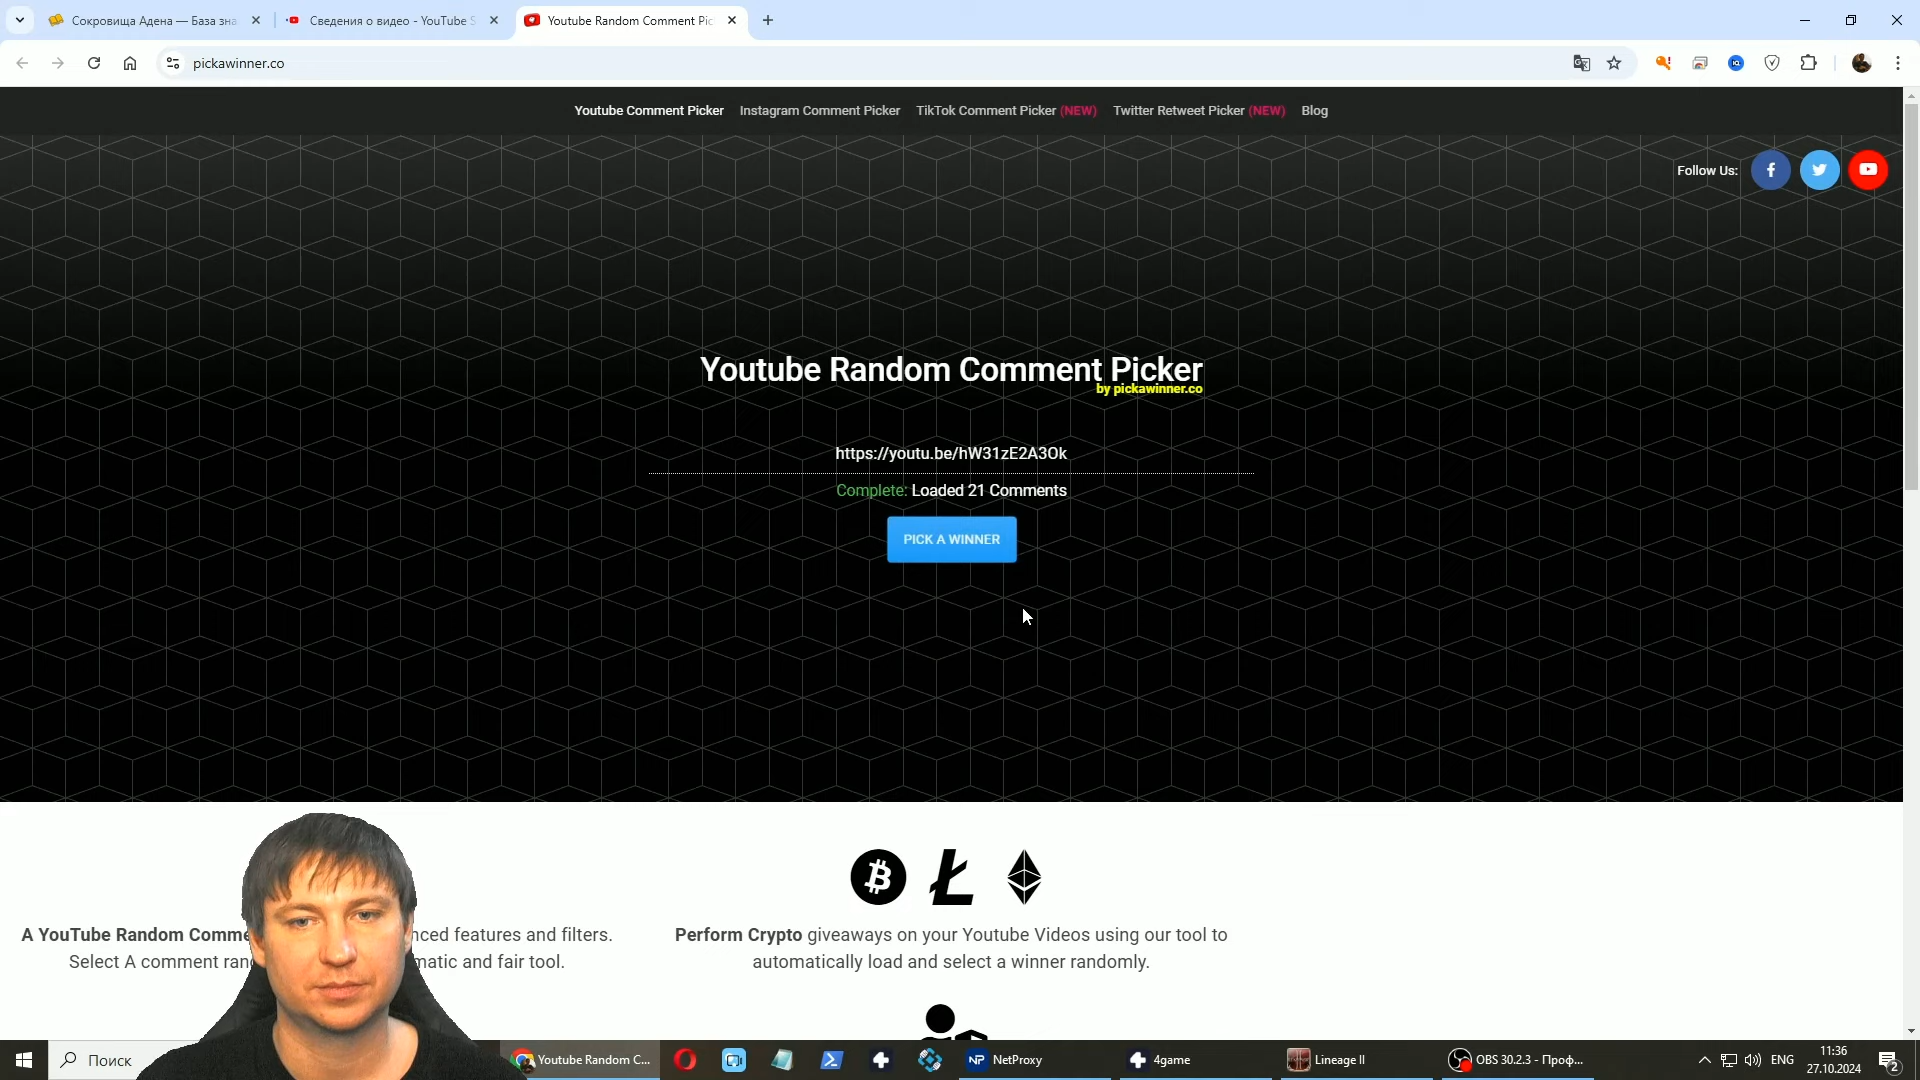 Сокровища Адена — База зна
Сведения о видео - YouTube S
Youtube Random Comment Pic
pickawinner.co
Youtube Comment Picker
Instagram Comment Picker
TikTok Comment Picker (NEW)
Twitter Retweet Picker (NEW)
Blog
Follow Us:
Youtube Random Comment Picker
by pickawinner.co
https://youtu.be/hW31zE2A3Ok
Complete: Loaded 21 Comments
PICK A WINNER
A YouTube Random Comme
nced features and filters.
Select A comment ran
matic and fair tool.
Perform Crypto giveaways on your Youtube Videos using our tool to
automatically load and select a winner randomly.
Поиск
Youtube Random C...
NP
NetProxy
4game
Lineage II
OBS 30.2.3 - Проф...
ENG
11:36
27.10.2024
2